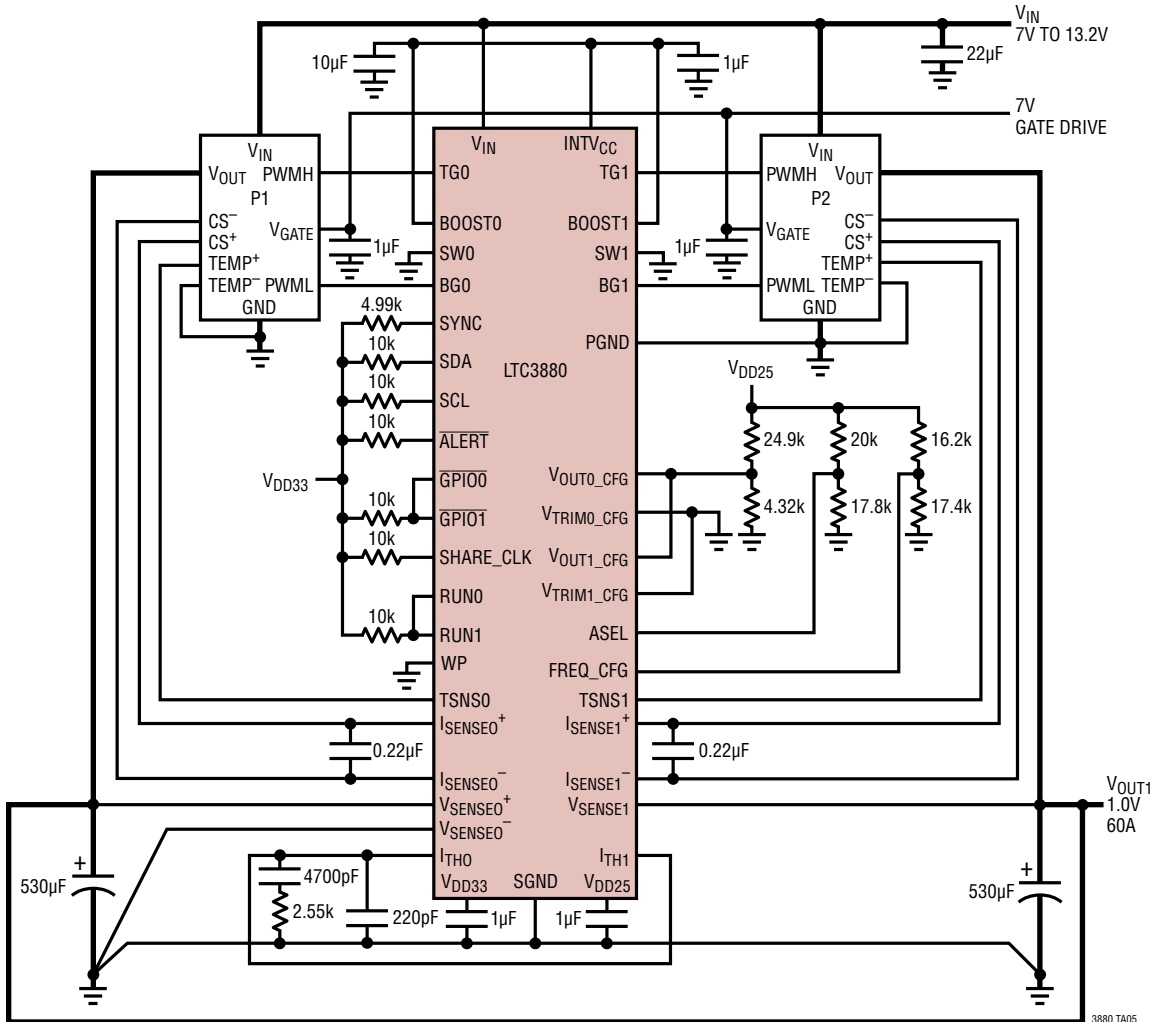 VIN
7V TO 13.2V
10µF
1µF
22µF
7V
GATE DRIVE
VIN
VOUT PWMH
P1
CS−
CS+
VGATE
TEMP+
TEMP− PWML
GND
1µF
VIN INTVCC
TG0 TG1
BOOST0 BOOST1
SW0 SW1
BG0 BG1
SYNC
PGND
SDA
LTC3880
SCL
ALERT
GPIO0
VOUT0_CFG
GPIO1
VTRIM0_CFG
SHARE_CLK
VOUT1_CFG
RUN0
VTRIM1_CFG
RUN1
ASEL
WP
FREQ_CFG
TSNS0 TSNS1
ISENSE0+ ISENSE1+
ISENSE0− ISENSE1−
VSENSE0+ VSENSE1
VSENSE0−
ITH0 ITH1
VDD33 SGND VDD25
VIN
PWMH VOUT
P2
CS−
VGATE
CS+
TEMP+
PWML TEMP−
GND
1µF
4.99k
10k
10k
10k
VDD33
10k
10k
10k
VDD25
24.9k
20k
16.2k
4.32k
17.8k
17.4k
0.22µF
0.22µF
VOUT1
1.0V
60A
+
530µF
4700pF
2.55k
220pF
1µF
1µF
+
530µF
3880 TA05